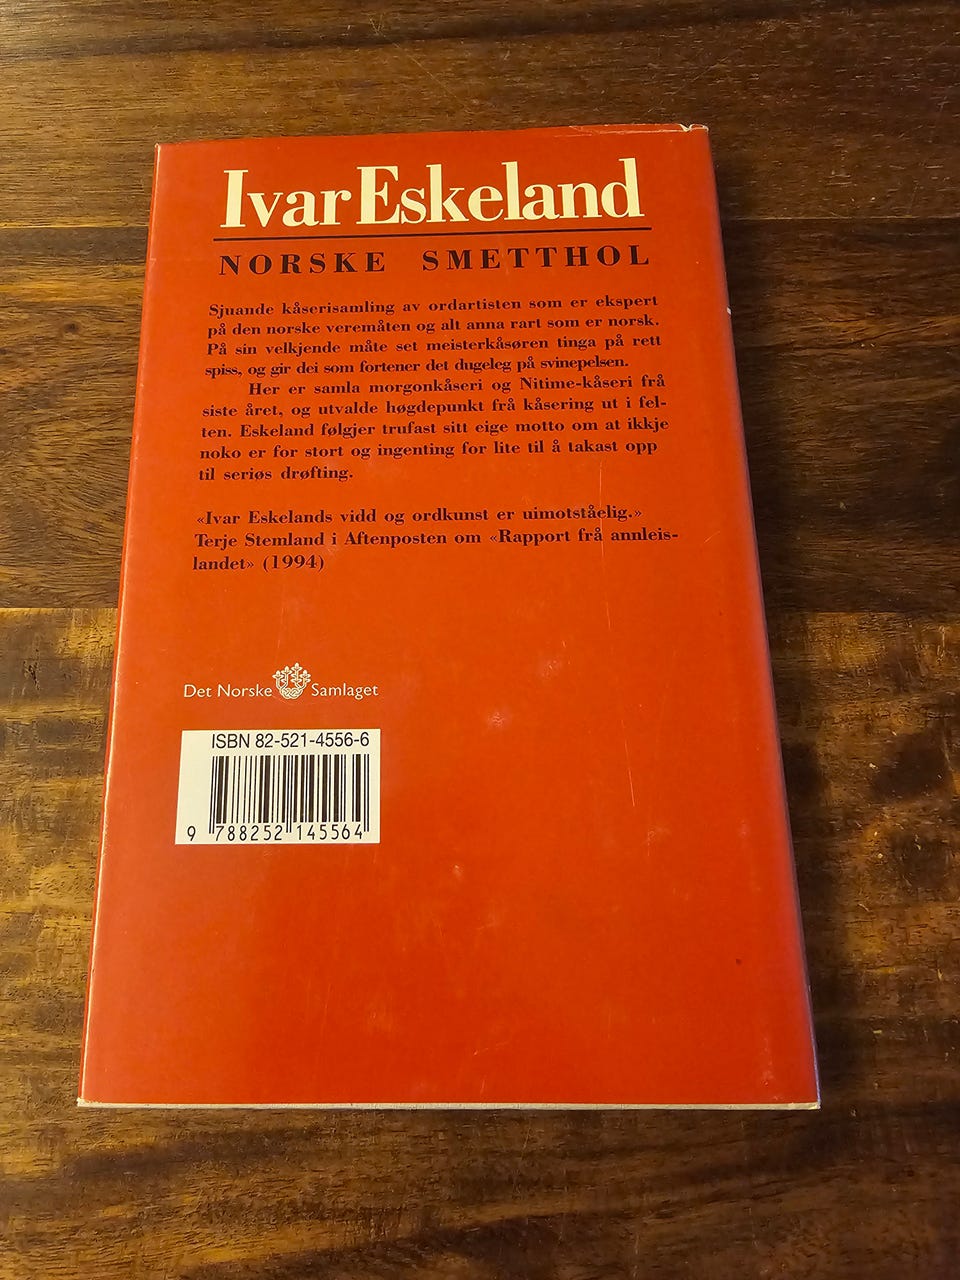 Ivar Eskeland
NORSKE SMETTHOL
Sjuande kåserisamling av ordartisten som er ekspert
på den norske veremåten og alt anna rart som er norsk.
På sin velkjende måte set meisterkåsøren tinga på rett
spiss, og gir dei som fortener det dugeleg på svinepelsen.
Her er samla morgonkåseri og Nitime-kåseri frå
siste året, og utvalde høgdepunkt frå kåsering ut i fel-
ten. Eskeland følgjer trufast sitt eige motto om at ikkje
noko er for stort og ingenting for lite til å takast opp
til seriøs drøfting.
«Ivar Eskelands vidd og ordkunst er uimotståelig.»
Terje Stemland i Aftenposten om «Rapport frå annleis-
landet» (1994)
Det Norske Samlaget
ISBN 82-521-4556-6
9 788252 145564